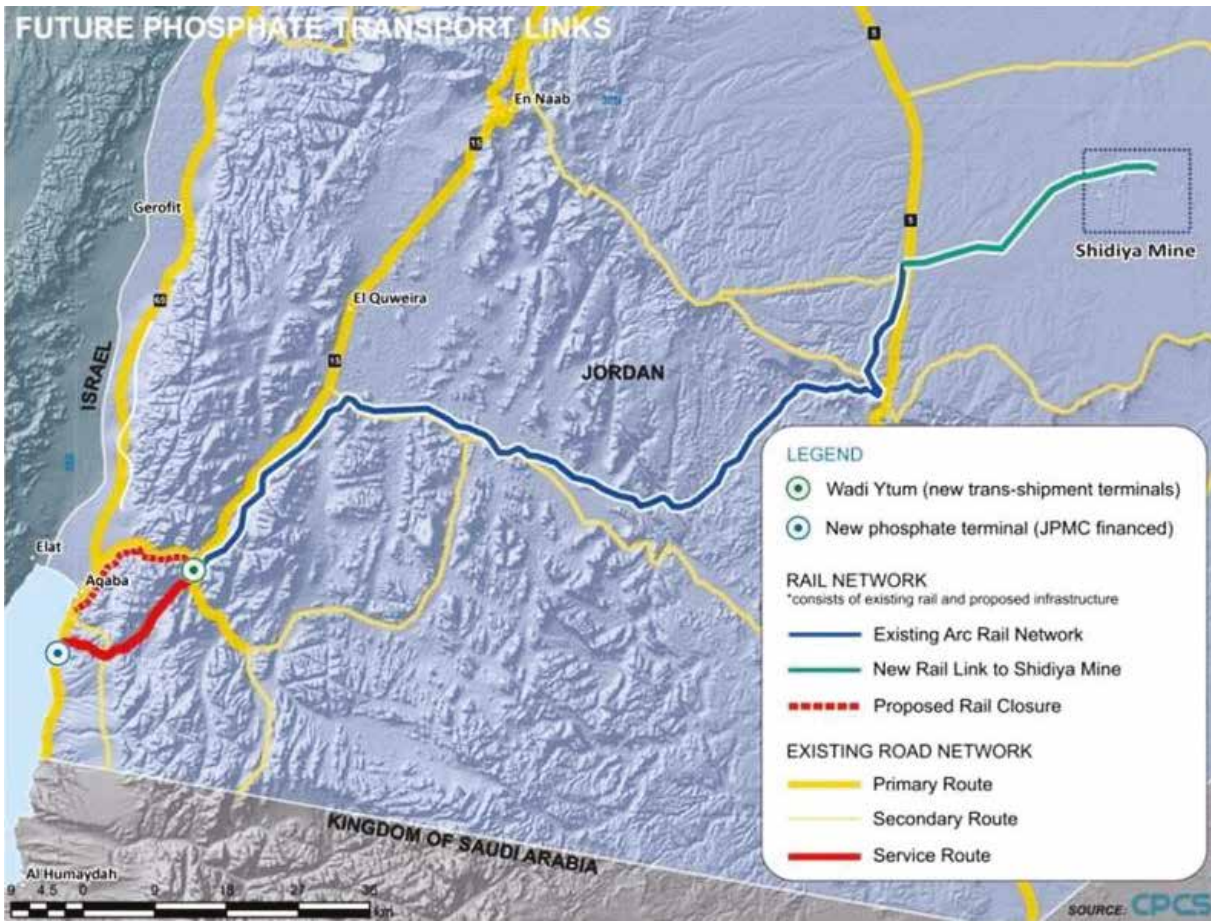 FUTURE PHOSPHATE TRANSPORT LINKS
5
En Naab
15
Gerofit
1
Shidiya Mine
65
El Quweira
15
ISRAEL
JORDAN
Elat
Aqaba
KINGDOM OF SAUDI ARABIA
Al Humaydah
9 4.5 0 9 18 27 36
km
LEGEND
Wadi Ytum (new trans-shipment terminals)
New phosphate terminal (JPMC financed)
RAIL NETWORK
*consists of existing rail and proposed infrastructure
Existing Arc Rail Network
New Rail Link to Shidiya Mine
Proposed Rail Closure
EXISTING ROAD NETWORK
Primary Route
Secondary Route
Service Route
SOURCE: CPCS